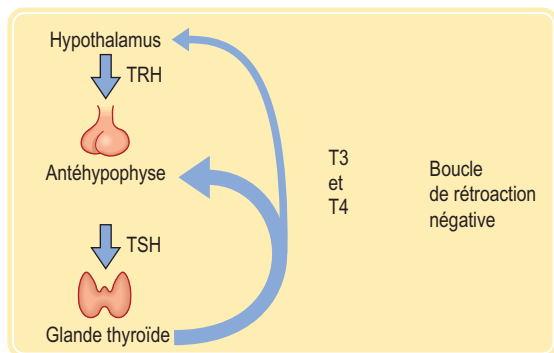 Hypothalamus
TRH
Antéhypophyse
TSH
Glande thyroïde
T3
et
T4
Boucle
de rétroaction
négative